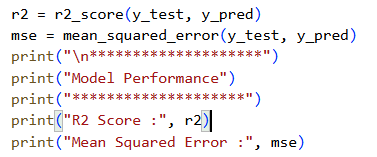 r2 = r2_score(y_test, y_pred)
mse = mean_squared_error(y_test, y_pred)
print("\n********************")
print("Model Performance")
print("********************")
print("R2 Score :", r2)
print("Mean Squared Error :", mse)